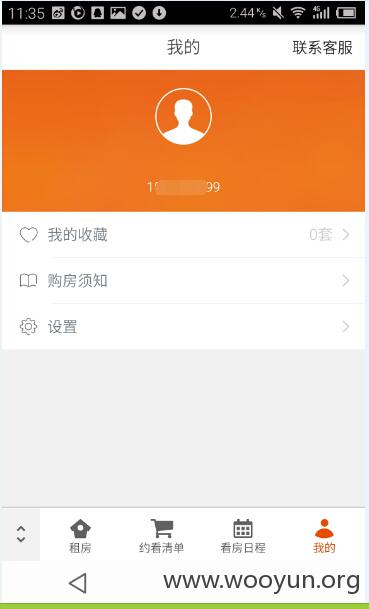 11:35 2.44 K/s 4G
我的 联系客服
1 99
我的收藏 0套
购房须知
设置
租房 约看清单 看房日程 我的
www.wooyun.org